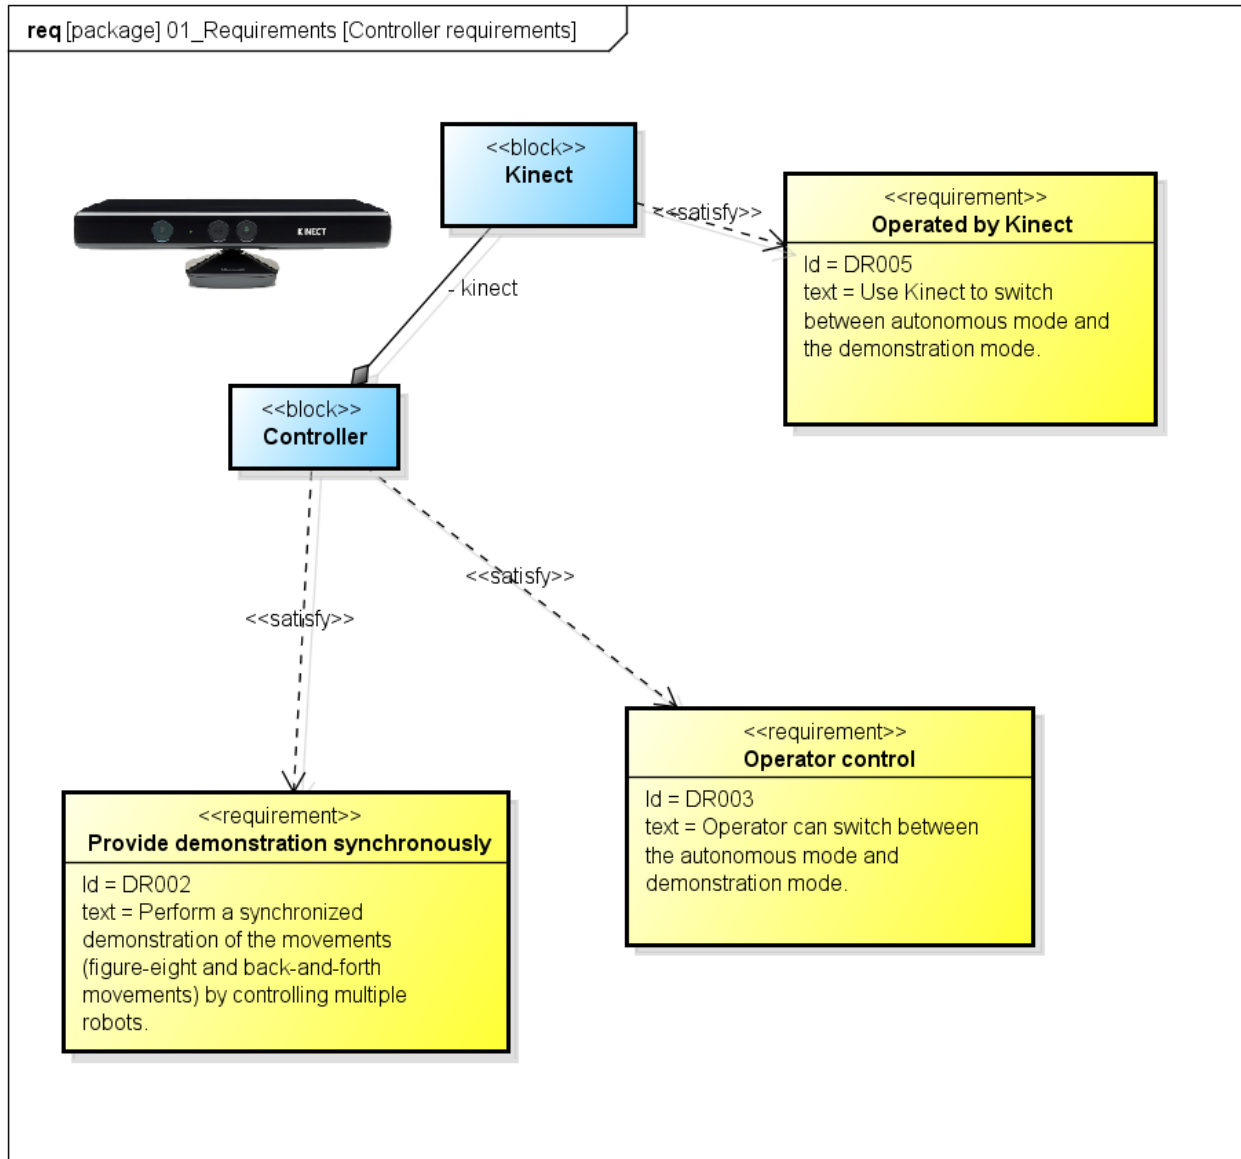 req [package] 01_Requirements [Controller requirements]
<<block>>
Kinect
<<satisfy>>
<<requirement>>
Operated by Kinect
Id = DR005
text = Use Kinect to switch
between autonomous mode and
the demonstration mode.
KINECT
Microsoft
- kinect
<<block>>
Controller
<<satisfy>>
<<satisfy>>
<<requirement>>
Operator control
Id = DR003
text = Operator can switch between
the autonomous mode and
demonstration mode.
<<requirement>>
Provide demonstration synchronously
Id = DR002
text = Perform a synchronized
demonstration of the movements
(figure-eight and back-and-forth
movements) by controlling multiple
robots.